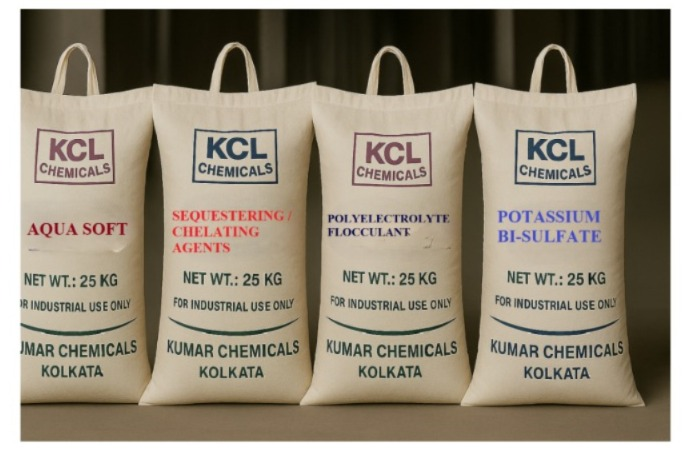 KCL
CHEMICALS
AQUA SOFT
NET WT.: 25 KG
OR INDUSTRIAL USE ONLY
UMAR CHEMICALS
KOLKATA
KCL
CHEMICALS
SEQUESTERING /
CHELATING
AGENTS
NET WT.: 25 KG
FOR INDUSTRIAL USE ONLY
KUMAR CHEMICALS
KOLKATA
KCL
CHEMICALS
POLYELECTROLYTE
FLOCCULANT
NET WT.: 25 KG
FOR INDUSTRIAL USE ONLY
KUMAR CHEMICALS
KOLKATA
KCL
CHEMICALS
POTASSIUM
BI-SULFATE
NET WT.: 25 KG
FOR INDUSTRIAL USE ONLY
KUMAR CHEMICALS
KOLKATA